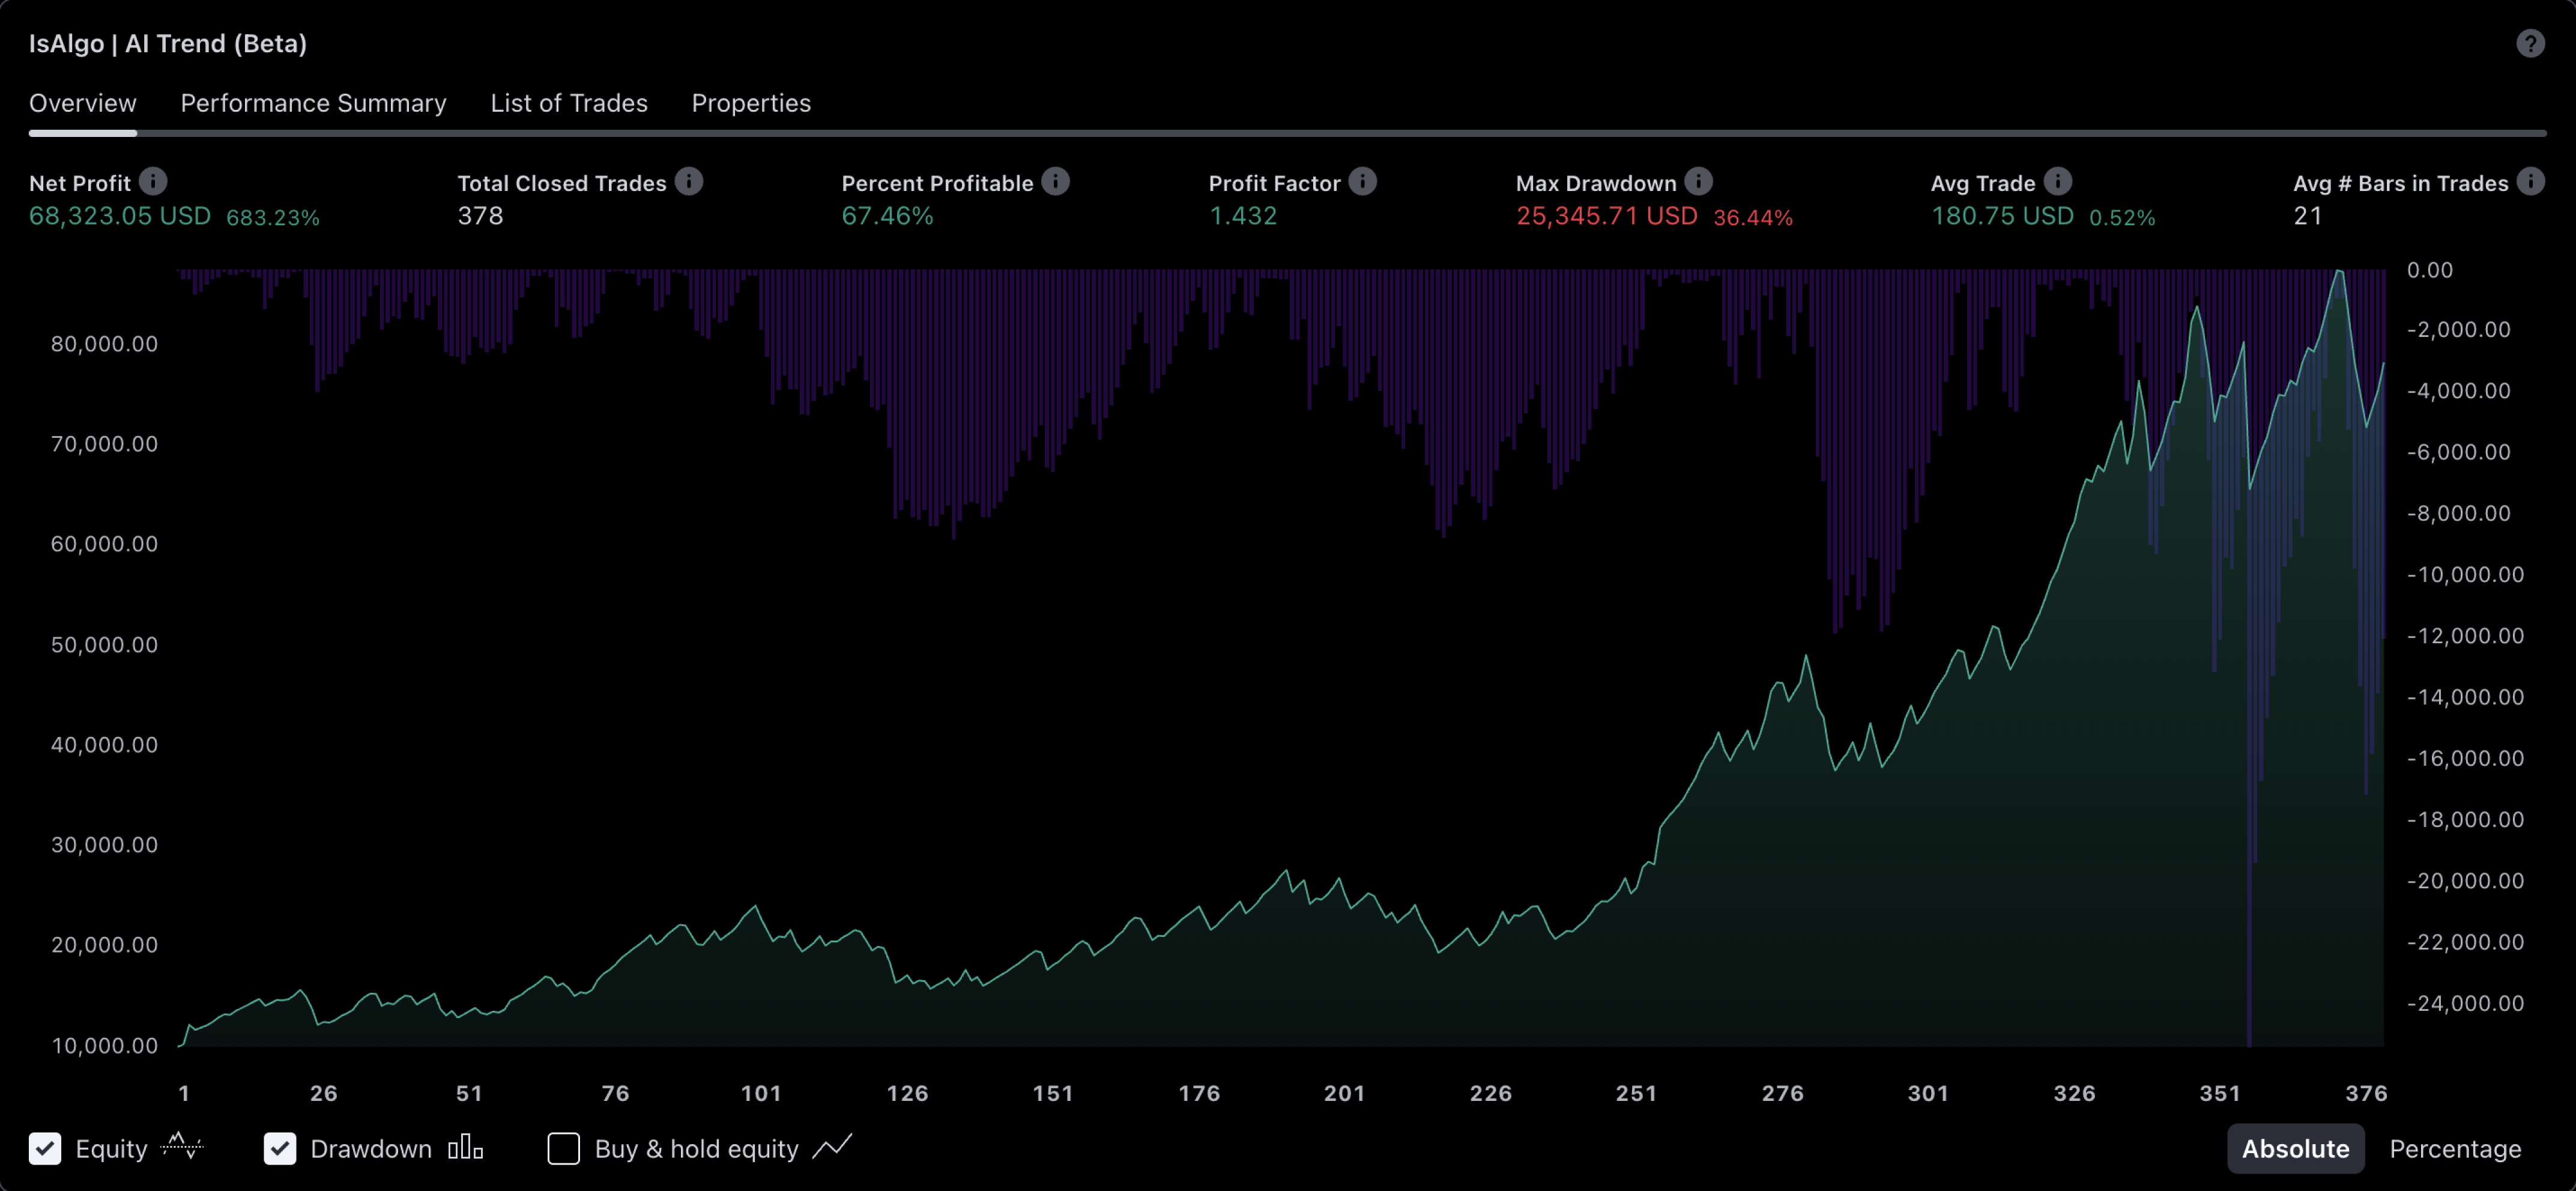 IsAlgo | AI Trend (Beta)
Overview Performance Summary List of Trades Properties
Net Profit Total Closed Trades Percent Profitable Profit Factor Max Drawdown Avg Trade Avg # Bars in Trades
68,323.05 USD 683.23% 378 67.46% 1.432 25,345.71 USD 36.44% 180.75 USD 0.52% 21
0.00
80,000.00 -2,000.00
-4,000.00
70,000.00 -6,000.00
60,000.00 -8,000.00
-10,000.00
50,000.00 -12,000.00
-14,000.00
40,000.00 -16,000.00
30,000.00 -18,000.00
-20,000.00
20,000.00 -22,000.00
-24,000.00
10,000.00
1 26 51 76 101 126 151 176 201 226 251 276 301 326 351 376
Equity Drawdown Buy & hold equity Absolute Percentage